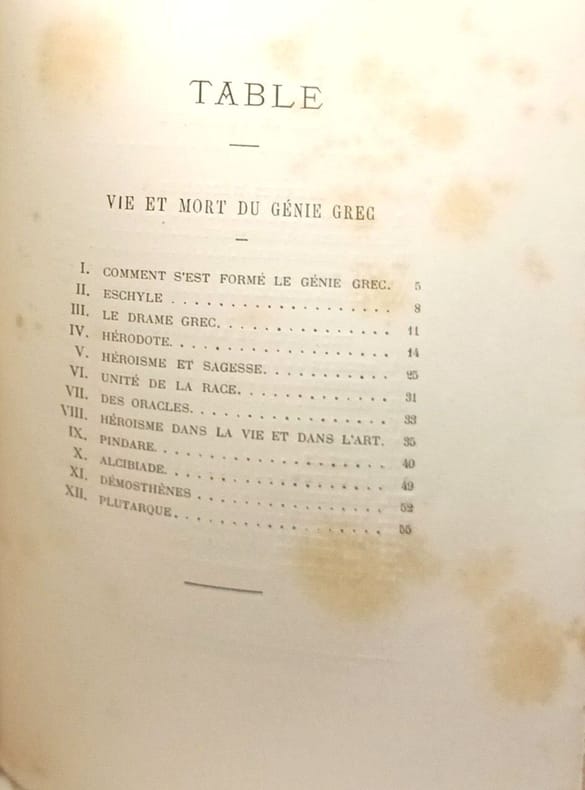 TABLE
VIE ET MORT DU GÉNIE GREC
I. COMMENT S'EST FORMÉ LE GÉNIE GREC. 5
II. ESCHYLE . . . . . . . . . . . . . . . . . 8
III. LE DRAME GREC. . . . . . . . . . . . . 11
IV. HÉRODOTE. . . . . . . . . . . . . . . . 14
V. HÉROISME ET SAGESSE. . . . . . . . . 25
VI. UNITÉ DE LA RACE. . . . . . . . . . . 31
VII. DES ORACLES. . . . . . . . . . . . . . 33
VIII. HÉROISME DANS LA VIE ET DANS L'ART. 35
IX. PINDARE. . . . . . . . . . . . . . . . . 40
X. ALCIBIADE. . . . . . . . . . . . . . . . 49
XI. DÉMOSTHÈNES . . . . . . . . . . . . . 52
XII. PLUTARQUE. . . . . . . . . . . . . . . 55